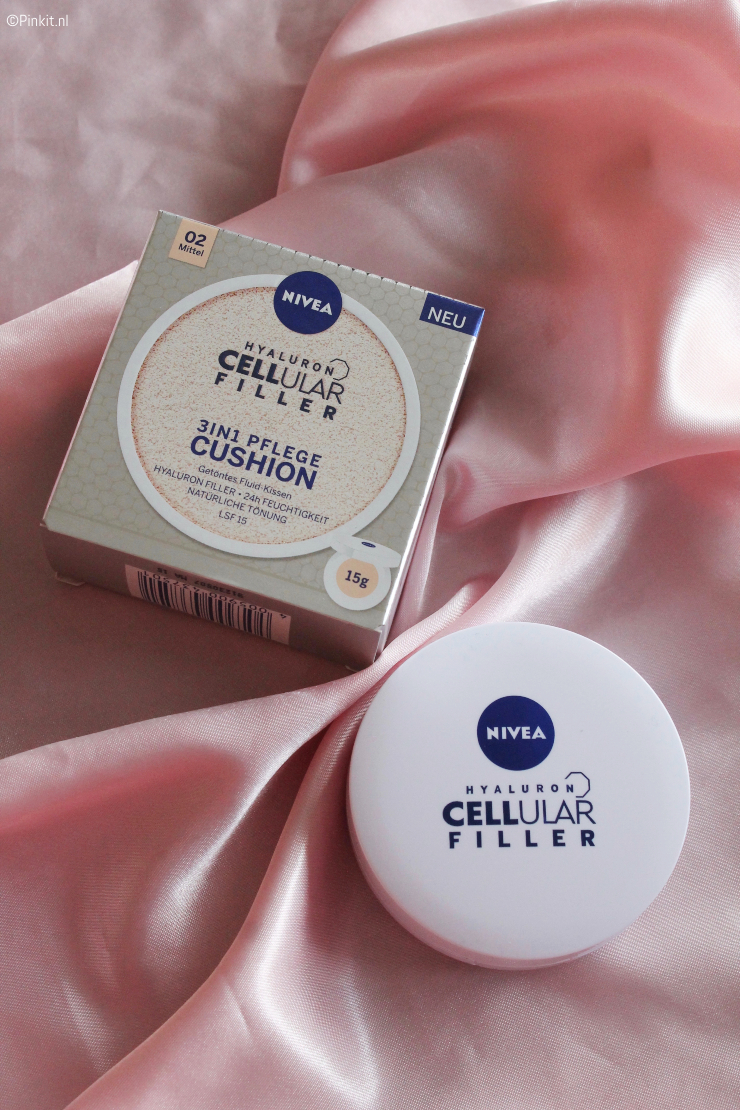 ©Pinkit.nl
02
Mittel
NIVEA
NEU
HYALURON
CELLULAR
FILLER
3IN1 PFLEGE
CUSHION
Getöntes Fluid-Kissen
HYALURON FILLER • 24h FEUCHTIGKEIT
NATÜRLICHE TÖNUNG
LSF 15
15g
NIVEA
HYALURON
CELLULAR
FILLER